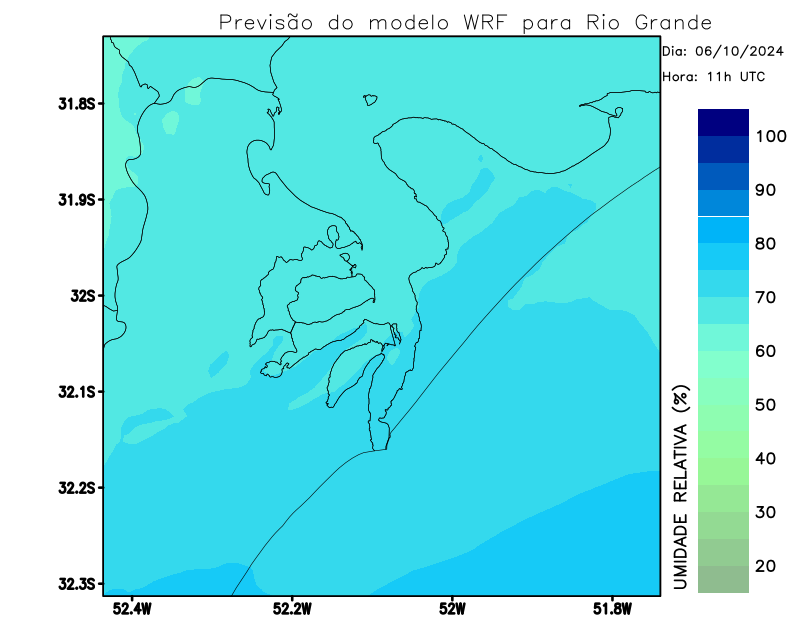 Previsão do modelo WRF para Rio Grande
Dia: 06/10/2024
Hora: 11h UTC
31.8S
31.9S
32S
32.1S
32.2S
32.3S
52.4W
52.2W
52W
51.8W
100
90
80
70
60
50
40
30
20
UMIDADE RELATIVA (%)